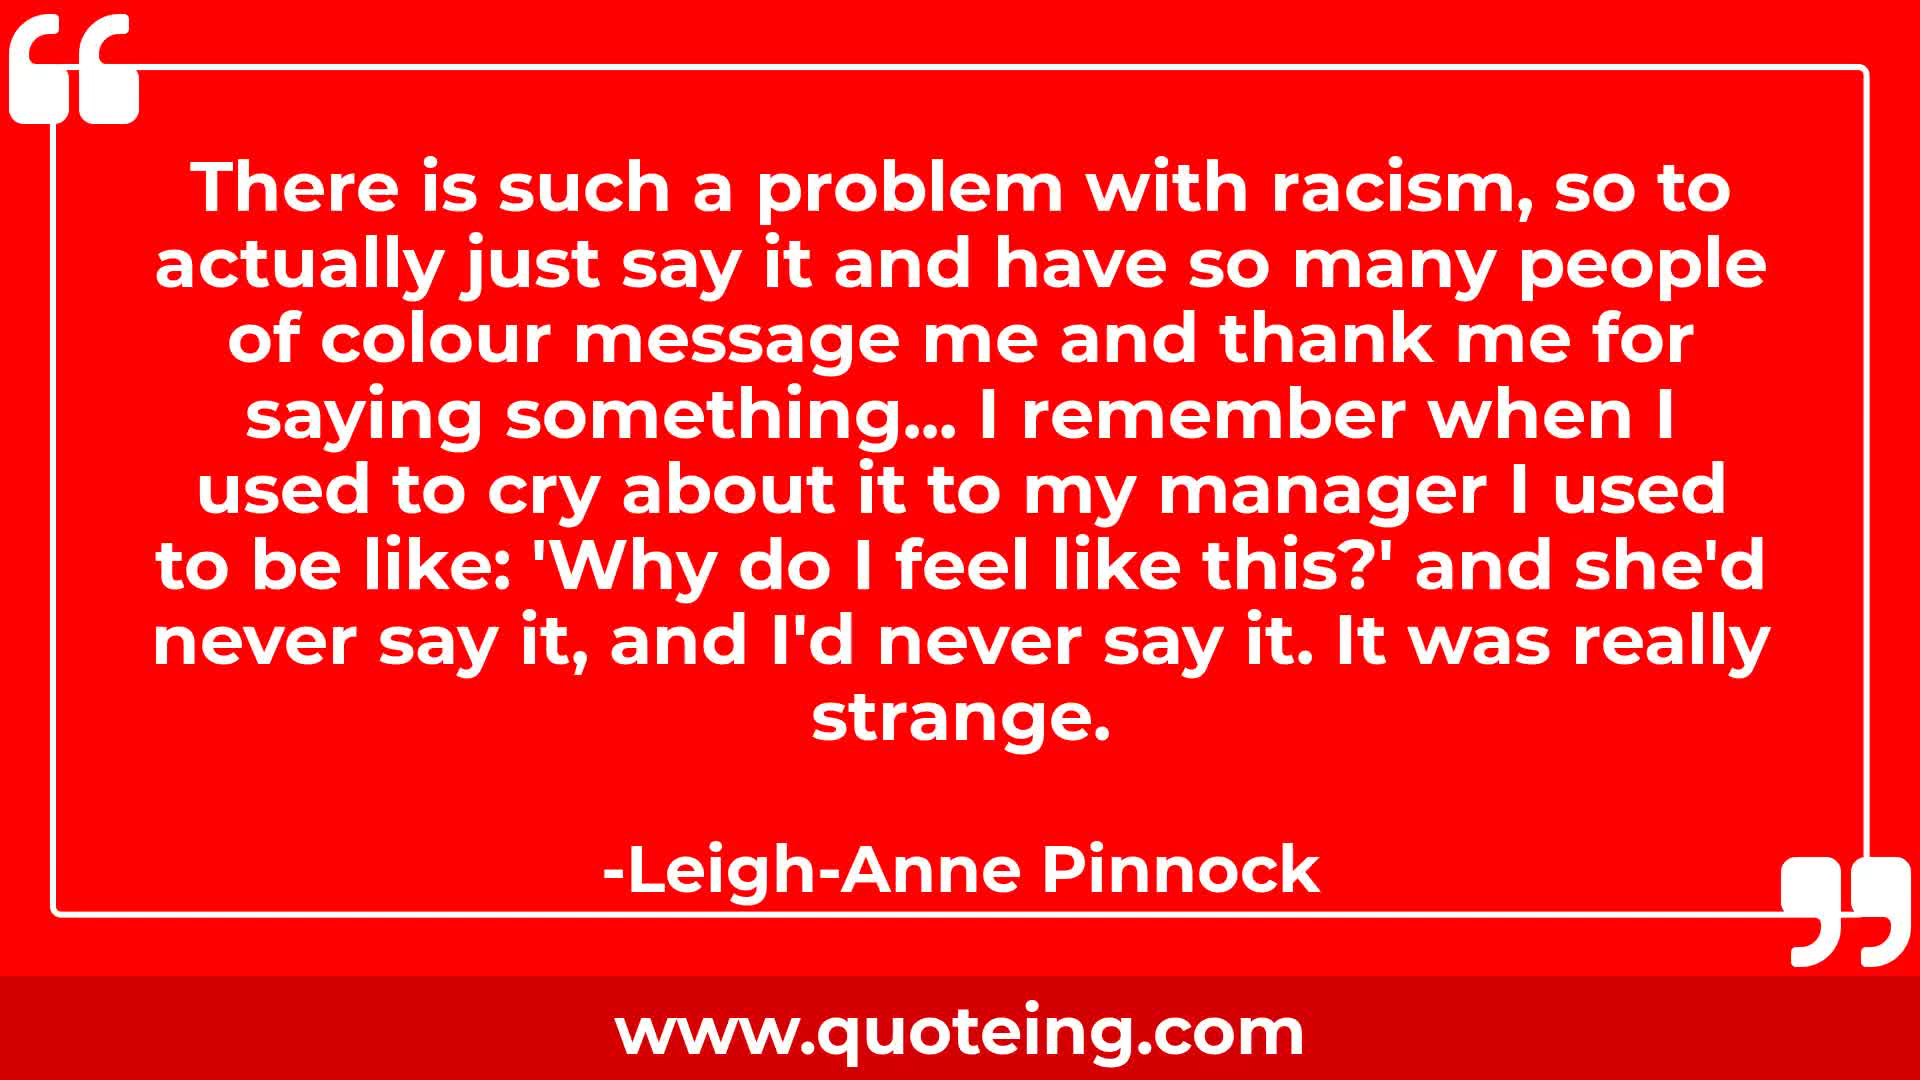 There is such a problem with racism, so to
actually just say it and have so many people
of colour message me and thank me for
saying something... I remember when I
used to cry about it to my manager I used
to be like: 'Why do I feel like this?' and she'd
never say it, and I'd never say it. It was really
strange.
-Leigh-Anne Pinnock
www.quoteing.com